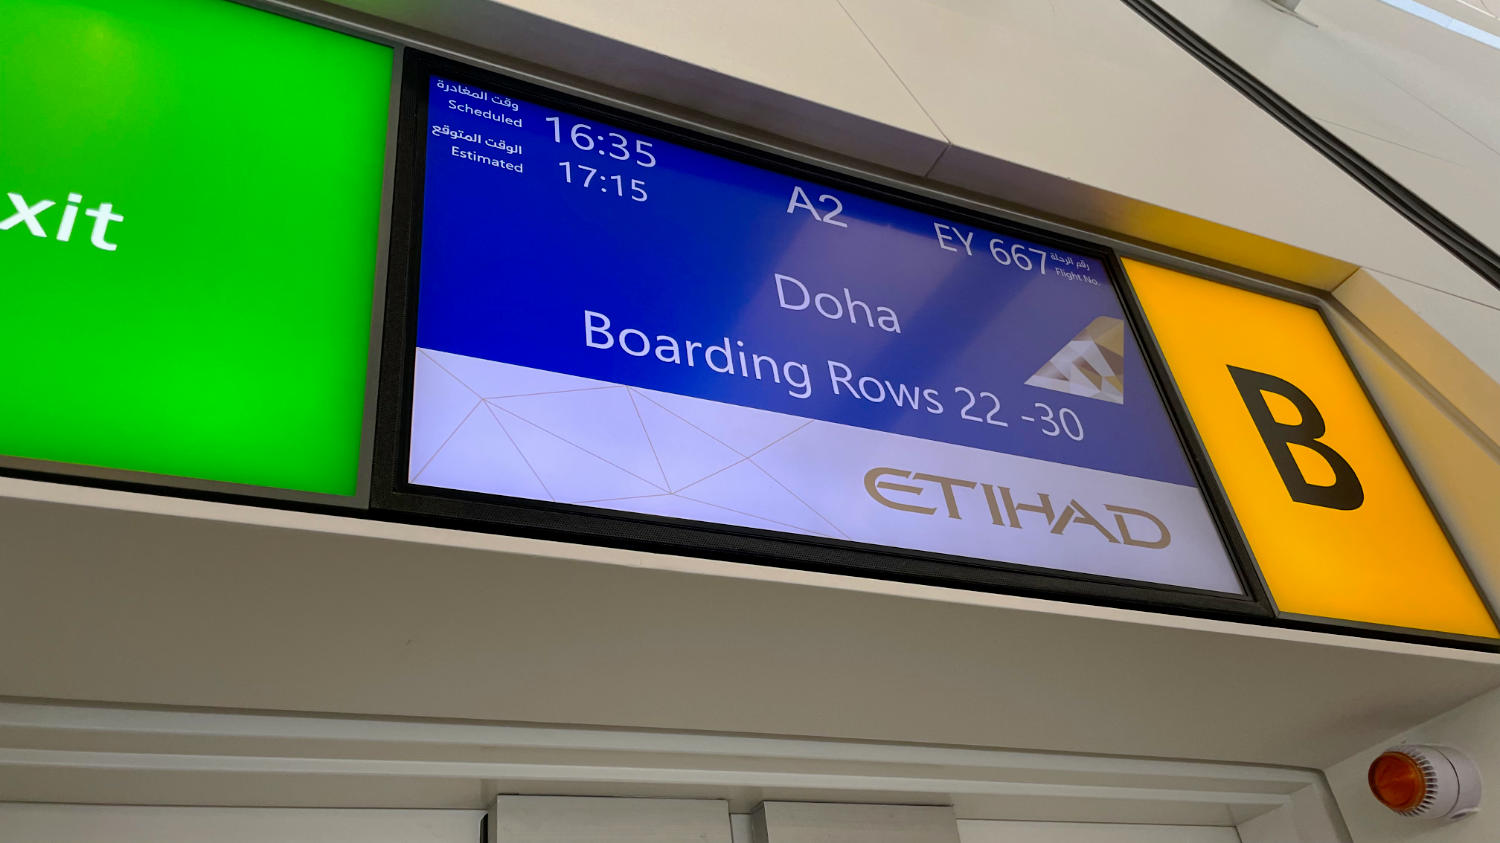 xit
وقت المغادرة
Scheduled 16:35
الوقت المتوقع
Estimated 17:15
A2
EY 667 رقم الرحلة
Flight No.
Doha
Boarding Rows 22 -30
ETIHAD
B